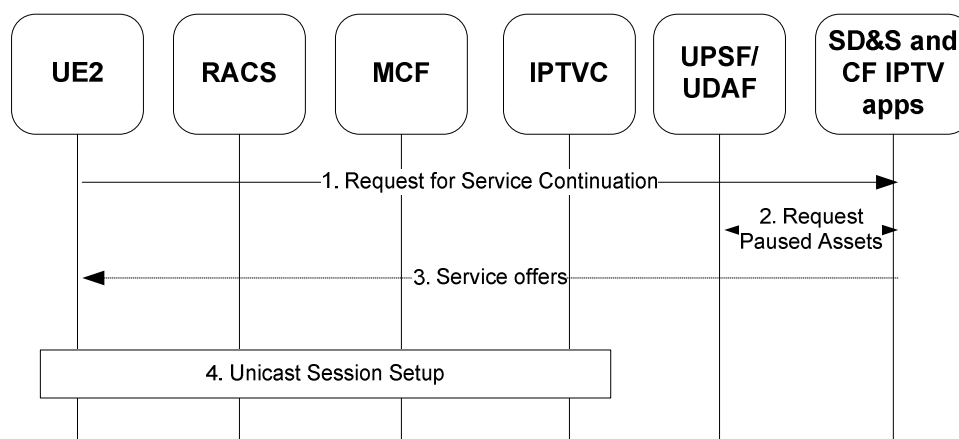 UE2
RACS
MCF
IPTVC
UPSF/
UDAF
SD&S and
CF IPTV
apps
1. Request for Service Continuation
2. Request
Paused Assets
3. Service offers
4. Unicast Session Setup